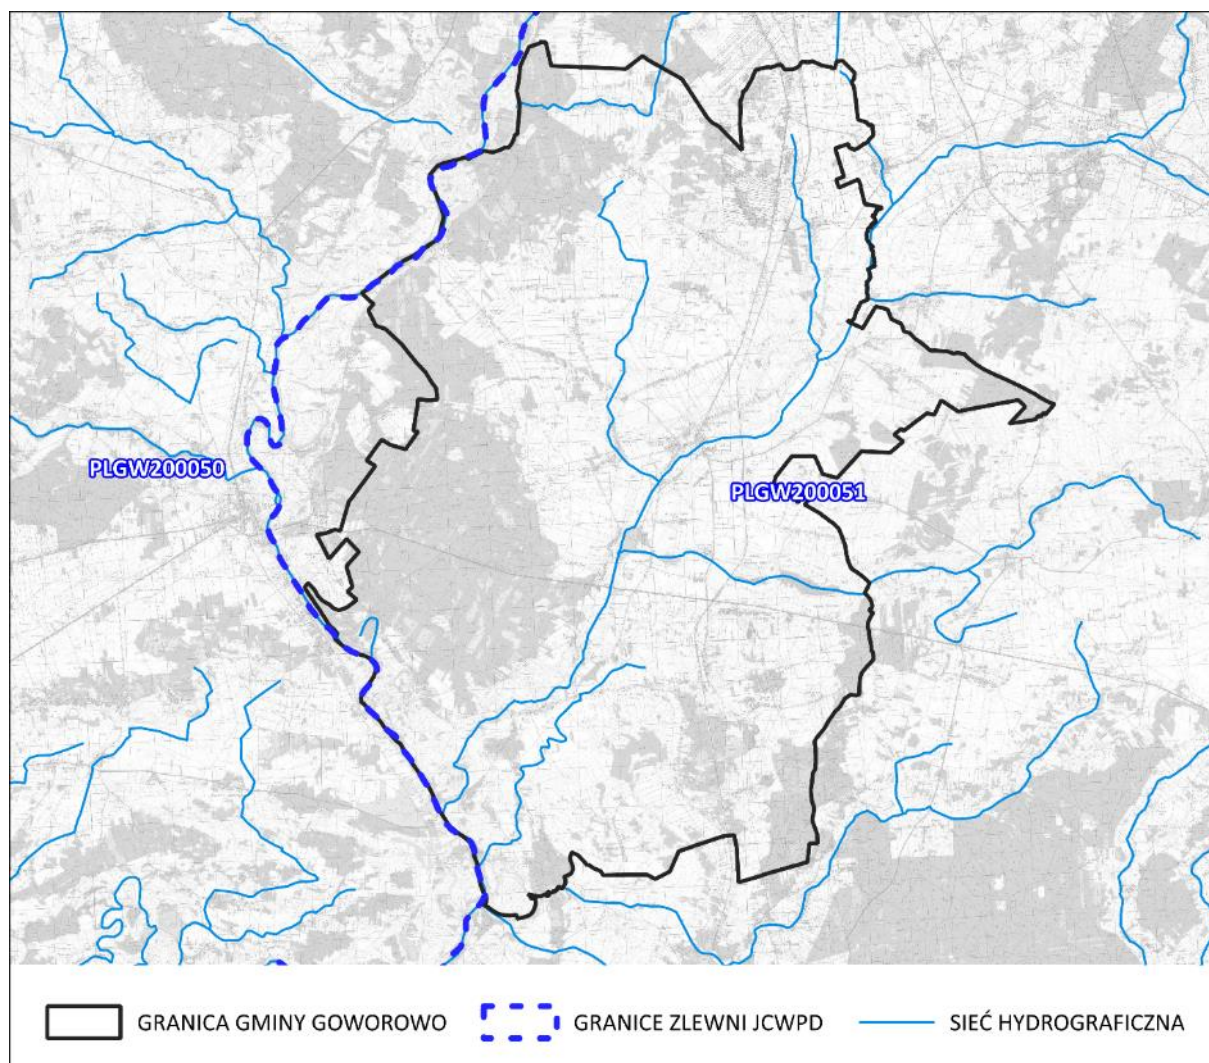 PLGW200050
PLGW200051
GRANICA GMINY GOWOROWO
GRANICE ZLEWNI JCWPD
SIEĆ HYDROGRAFICZNA